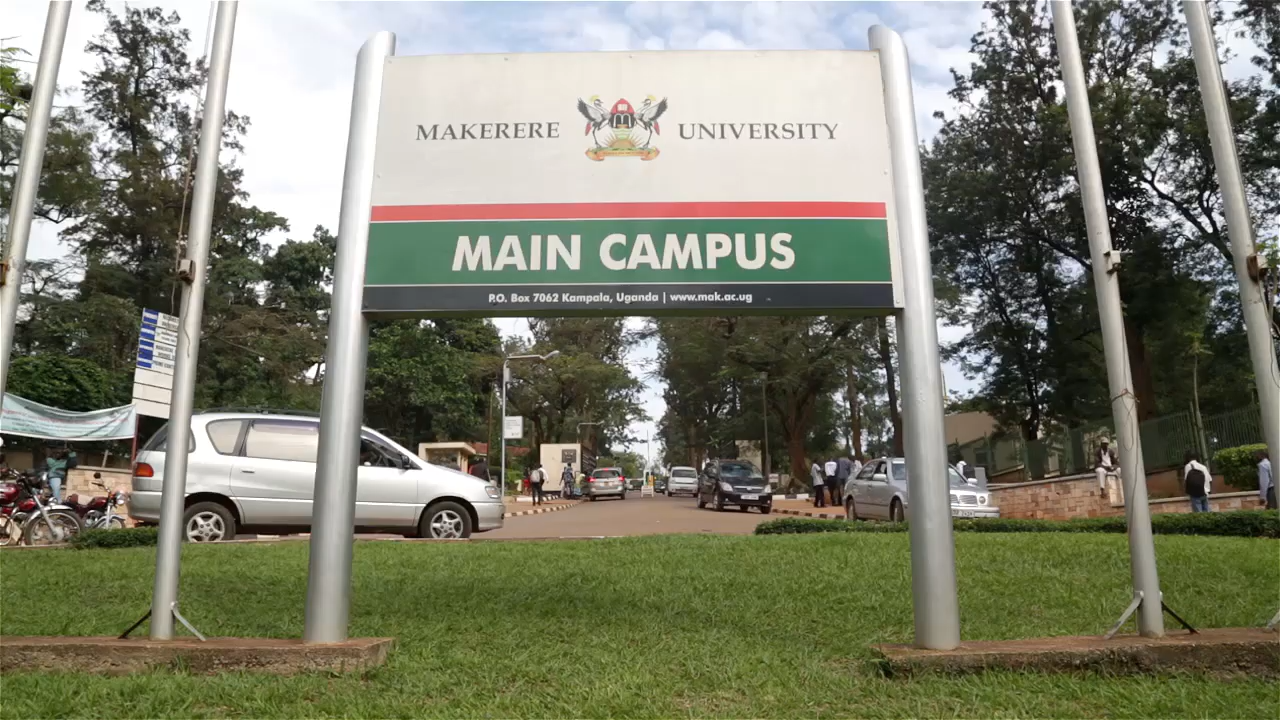 MAKERERE UNIVERSITY
MAIN CAMPUS
P.O. Box 7062 Kampala, Uganda | www.mak.ac.ug